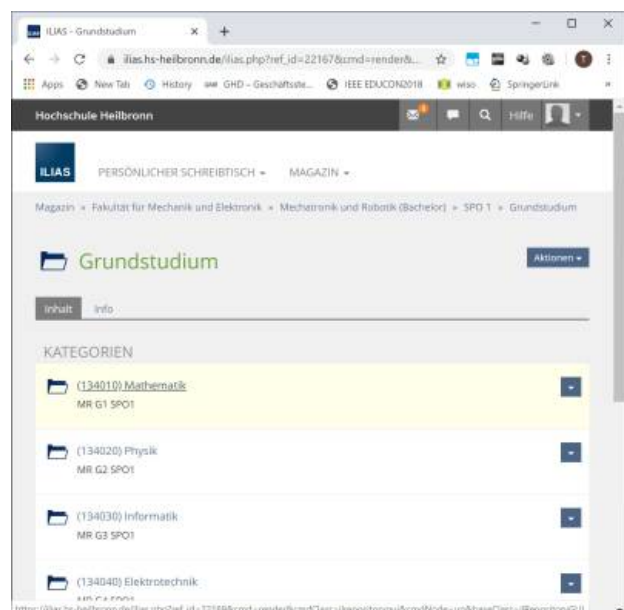 ILIAS - Grundstudium
ilias.hs-heilbronn.de/ilias.php?ref_id=22167&cmd=render&...
Apps New Tab History GHD - Geschäftsste... IEEE EDUCON2018 wiso SpringerLink
Hochschule Heilbronn Hilfe
ILIAS PERSÖNLICHER SCHREIBTISCH MAGAZIN
Magazin » Fakultät für Mechanik und Elektronik » Mechatronik und Robotik (Bachelor) » SPO 1 » Grundstudium
Grundstudium Aktionen
Inhalt Info
KATEGORIEN
(134010) Mathematik
MR G1 SPO1
(134020) Physik
MR G2 SPO1
(134030) Informatik
MR G3 SPO1
(134040) Elektrotechnik
MR G4 SPO1